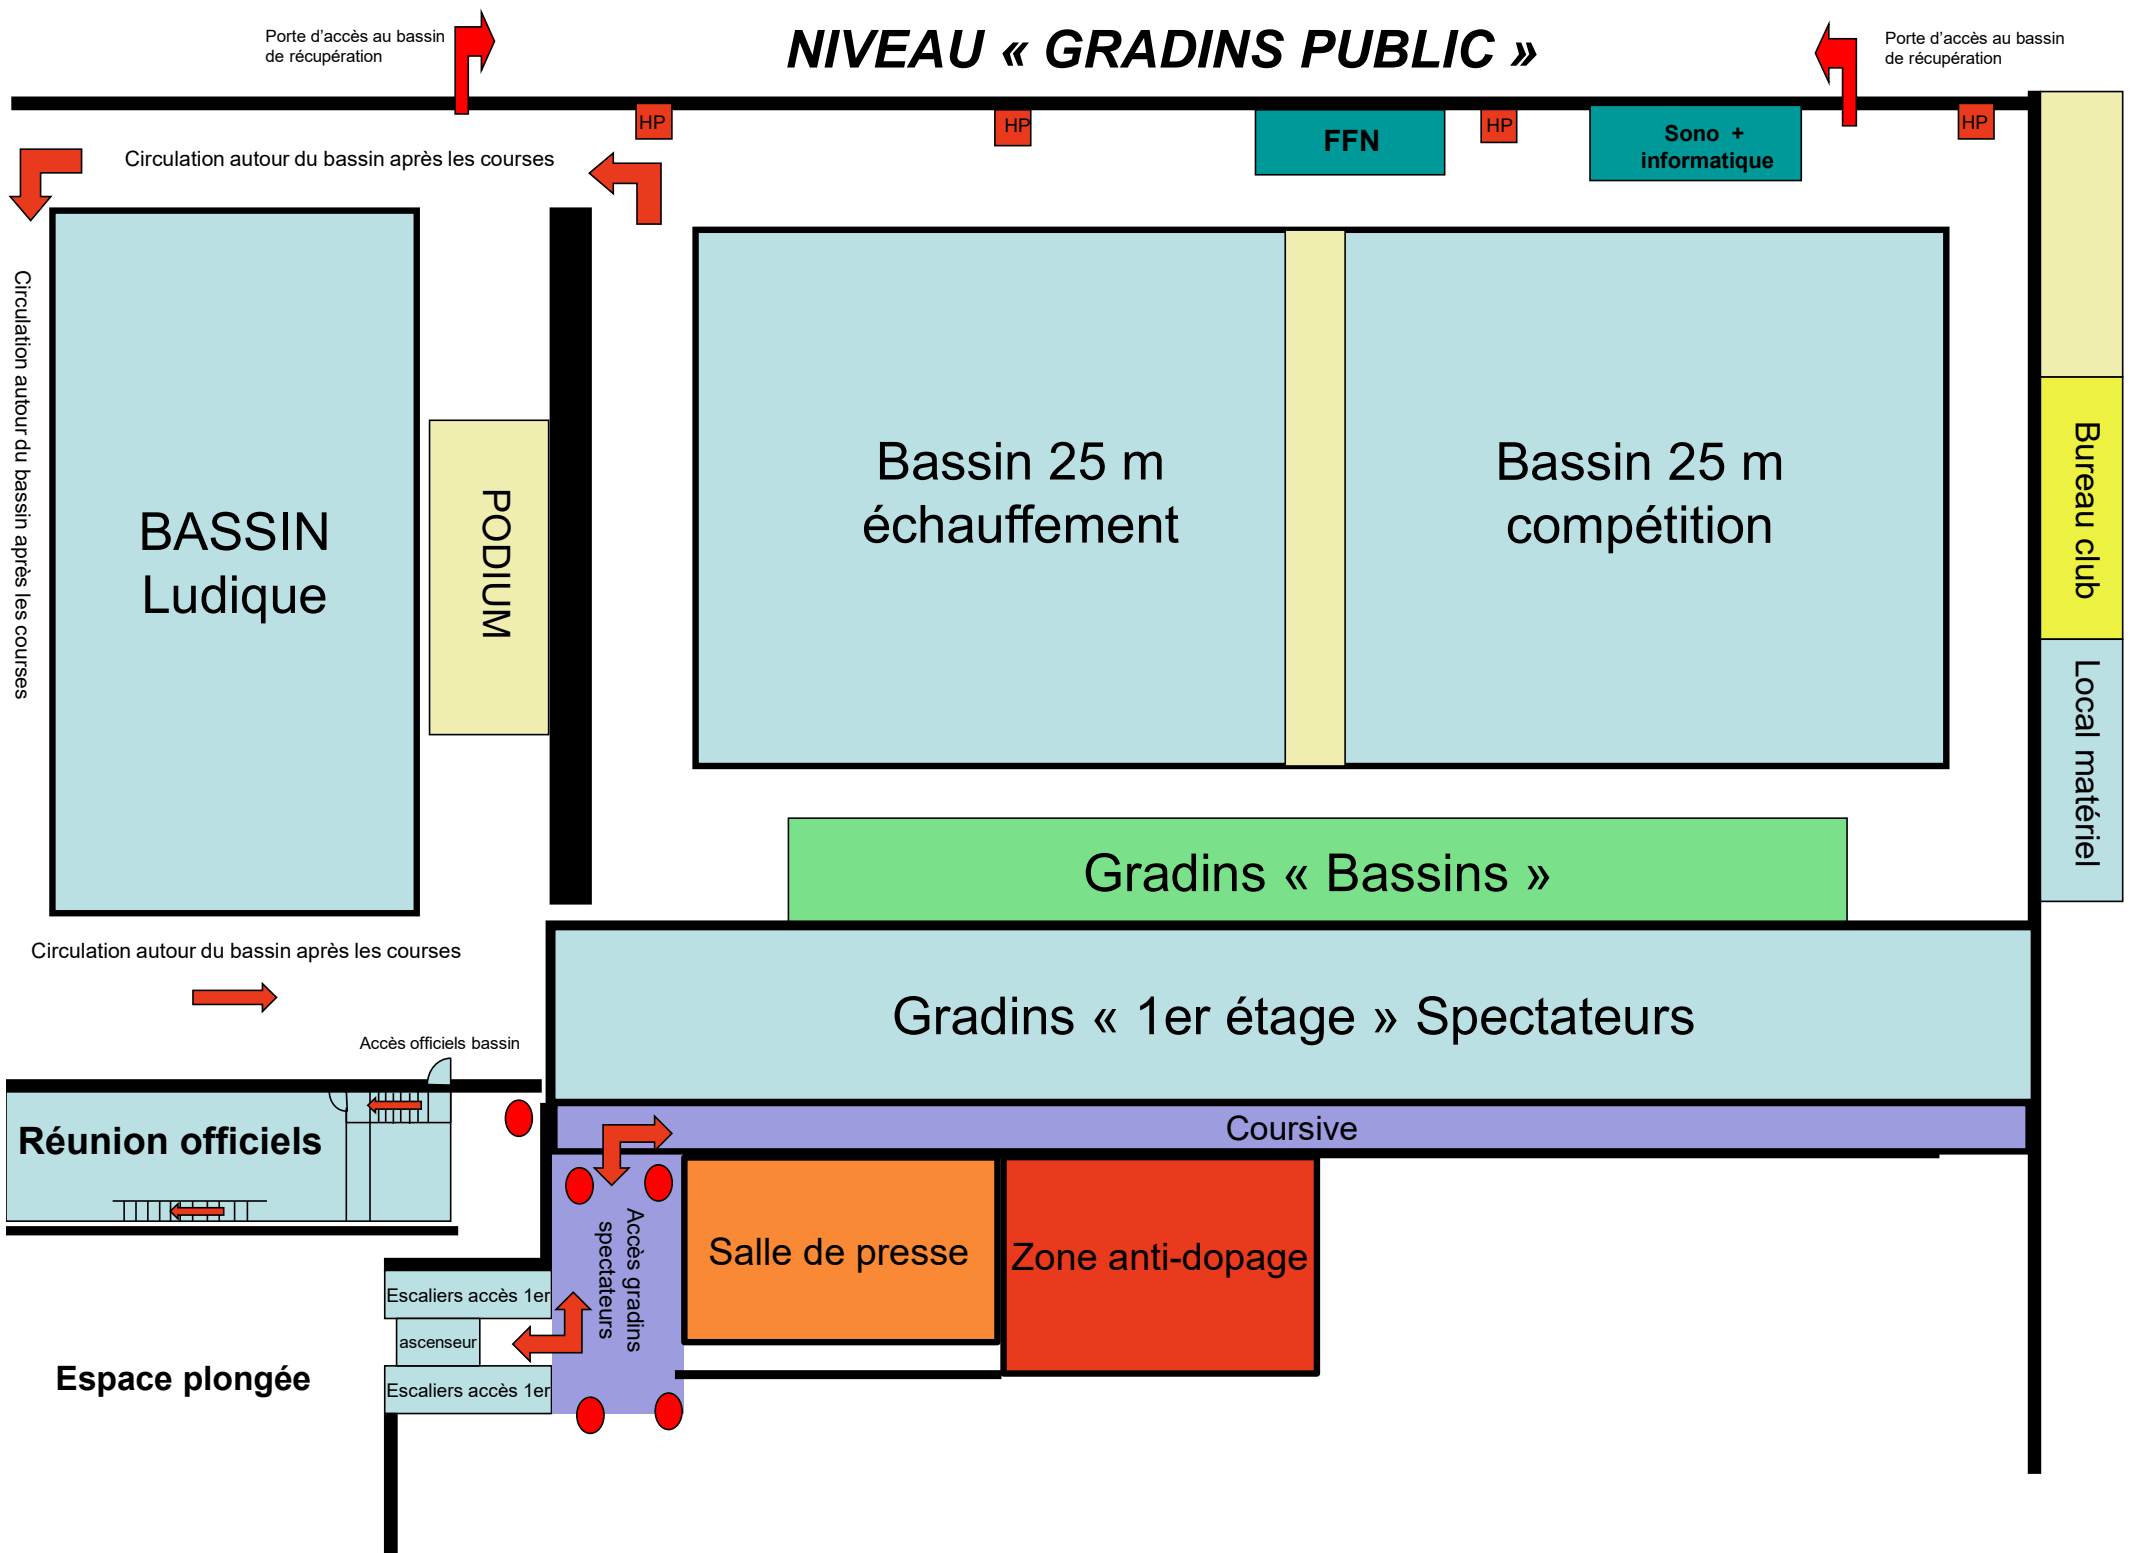 Porte d'accès au bassin
de récupération
NIVEAU « GRADINS PUBLIC »
Porte d'accès au bassin
de récupération
HP
HP
FFN
HP
Sono +
informatique
HP
Circulation autour du bassin après les courses
Circulation autour du bassin après les courses
BASSIN
Ludique
PODIUM
Bassin 25 m
échauffement
Bassin 25 m
compétition
Bureau club
Local matériel
Gradins « Bassins »
Circulation autour du bassin après les courses
Gradins « 1er étage » Spectateurs
Accès officiels bassin
Réunion officiels
Coursive
Accès gradins
spectateurs
Salle de presse
Zone anti-dopage
Escaliers accès 1er
ascenseur
Escaliers accès 1er
Espace plongée